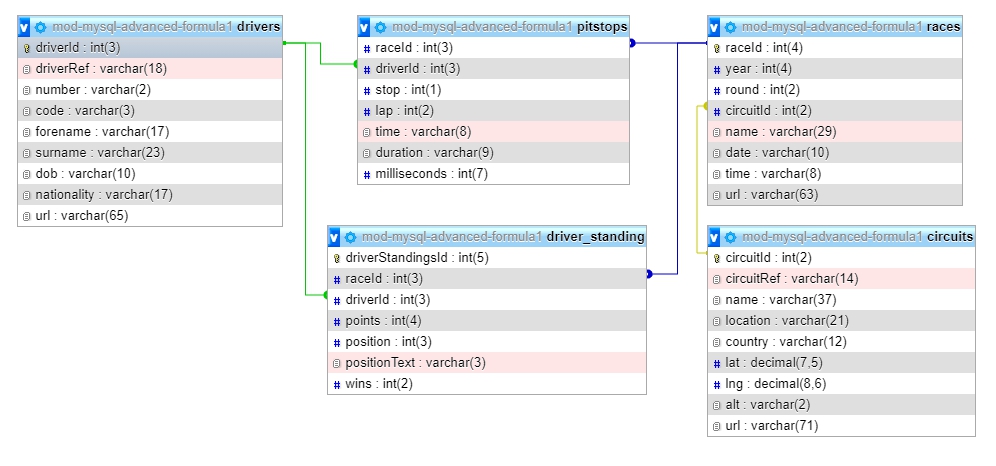 mod-mysql-advanced-formula1 drivers
driverId : int(3)
driverRef : varchar(18)
number : varchar(2)
code : varchar(3)
forename : varchar(17)
surname : varchar(23)
dob : varchar(10)
nationality : varchar(17)
url : varchar(65)
mod-mysql-advanced-formula1 pitstops
# raceId : int(3)
# driverId : int(3)
# stop : int(1)
# lap : int(2)
time : varchar(8)
duration : varchar(9)
# milliseconds : int(7)
mod-mysql-advanced-formula1 races
raceId : int(4)
# year : int(4)
# round : int(2)
# circuitId : int(2)
name : varchar(29)
date : varchar(10)
time : varchar(8)
url : varchar(63)
mod-mysql-advanced-formula1 driver_standing
driverStandingsId : int(5)
# raceId : int(3)
# driverId : int(3)
# points : int(4)
# position : int(3)
positionText : varchar(3)
# wins : int(2)
mod-mysql-advanced-formula1 circuits
circuitId : int(2)
circuitRef : varchar(14)
name : varchar(37)
location : varchar(21)
country : varchar(12)
# lat : decimal(7,5)
# lng : decimal(8,6)
alt : varchar(2)
url : varchar(71)